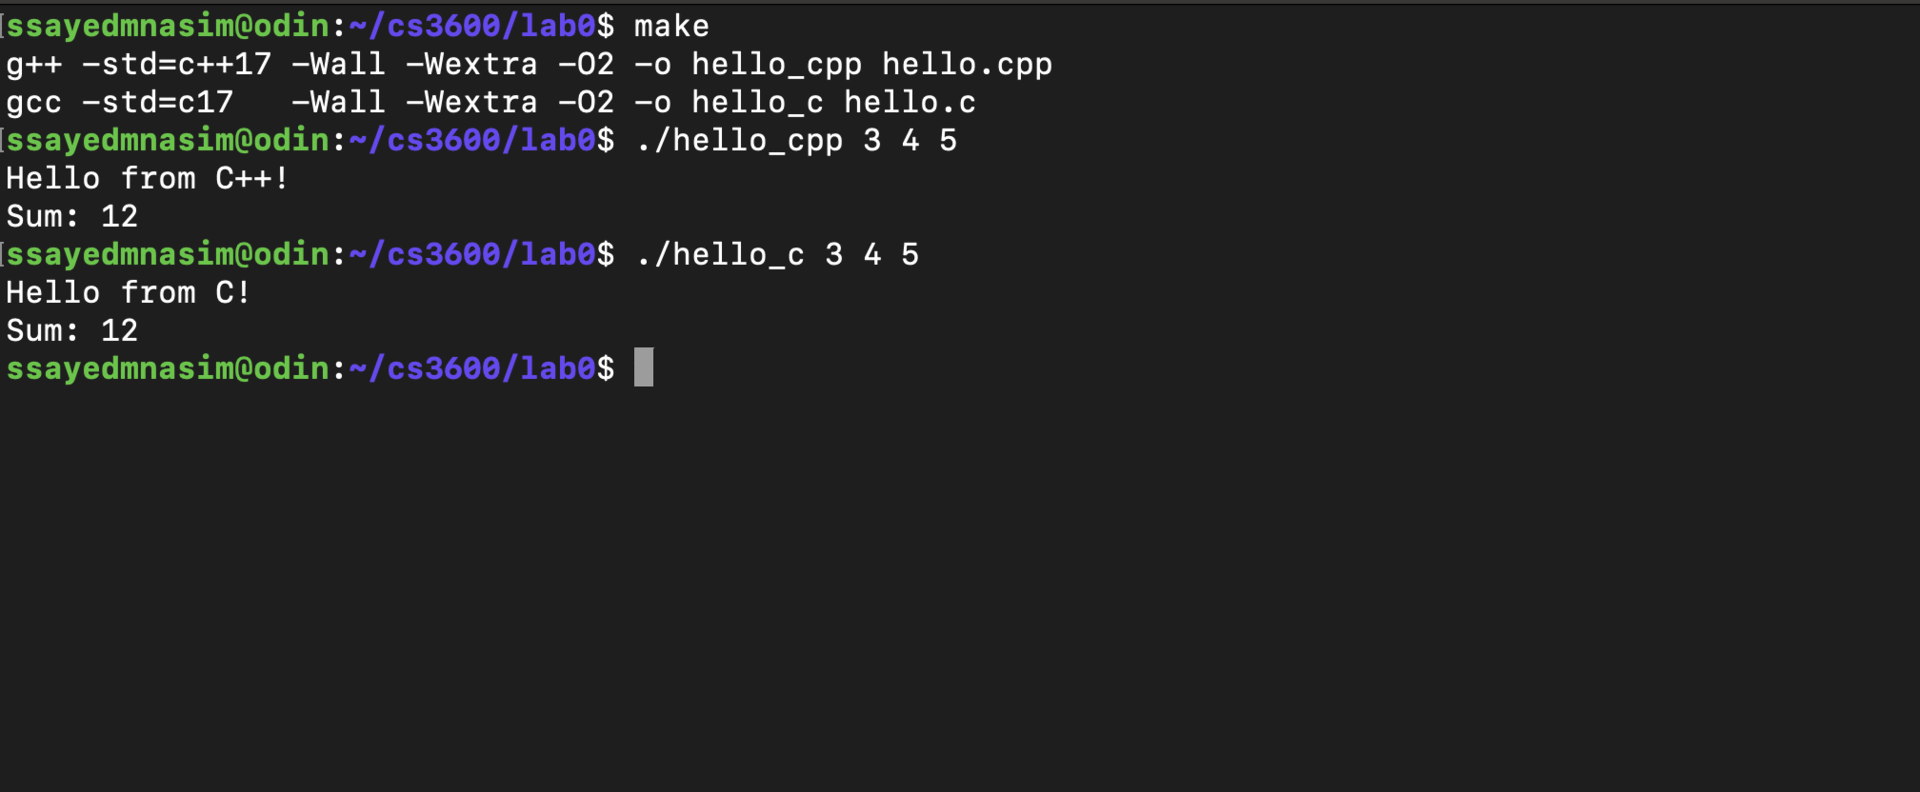 ssayedmnasim@odin:~/cs3600/lab0$ make
g++ -std=c++17 -Wall -Wextra -O2 -o hello_cpp hello.cpp
gcc -std=c17   -Wall -Wextra -O2 -o hello_c hello.c
ssayedmnasim@odin:~/cs3600/lab0$ ./hello_cpp 3 4 5
Hello from C++!
Sum: 12
ssayedmnasim@odin:~/cs3600/lab0$ ./hello_c 3 4 5
Hello from C!
Sum: 12
ssayedmnasim@odin:~/cs3600/lab0$